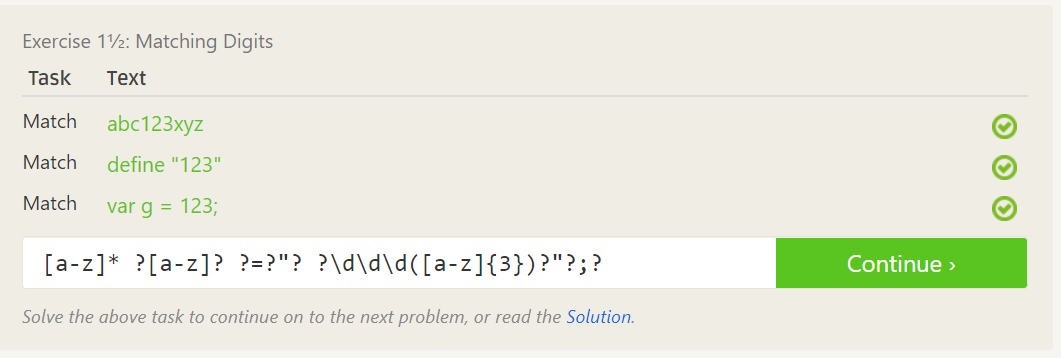 Exercise 1½: Matching Digits
Task Text
Match abc123xyz
Match define "123"
Match var g = 123;
[a-z]* ?[a-z]? ?=?"? ?\d\d\d([a-z]{3})?"?;? Continue ›
Solve the above task to continue on to the next problem, or read the Solution.